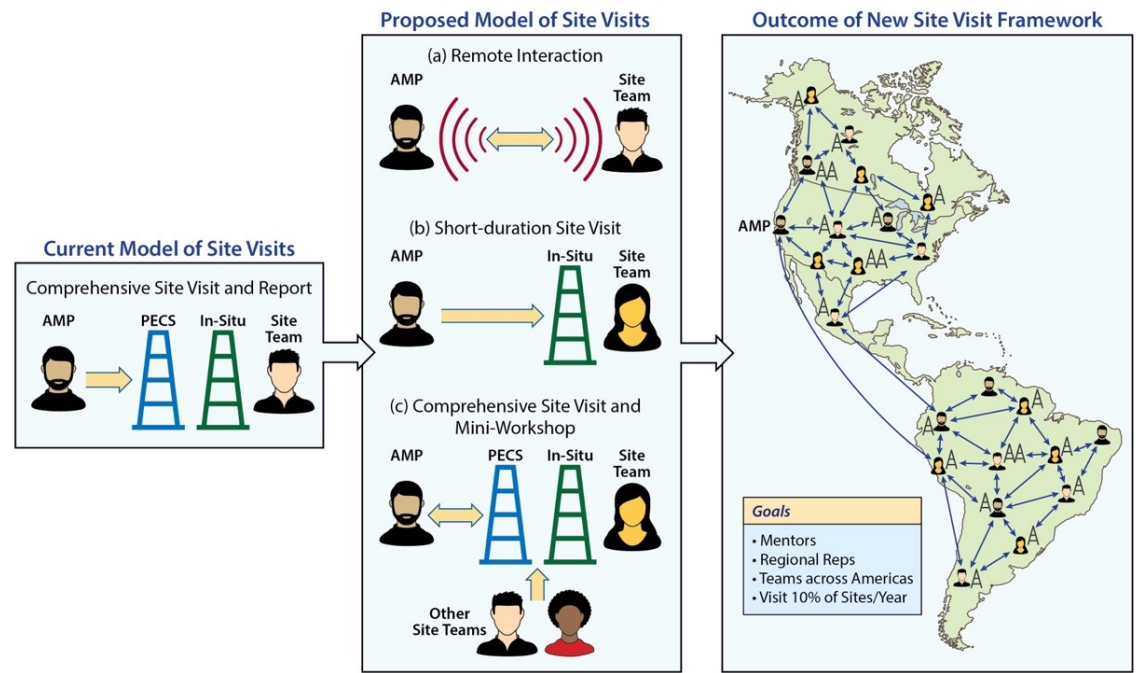 Current Model of Site Visits
Comprehensive Site Visit and Report
AMP
PECS
In-Situ
Site
Team
Proposed Model of Site Visits
(a) Remote Interaction
AMP
Site
Team
(b) Short-duration Site Visit
AMP
In-Situ
Site
Team
(c) Comprehensive Site Visit and
Mini-Workshop
AMP
PECS
In-Situ
Site
Team
Other
Site Teams
Outcome of New Site Visit Framework
AMP
Goals
• Mentors
• Regional Reps
• Teams across Americas
• Visit 10% of Sites/Year